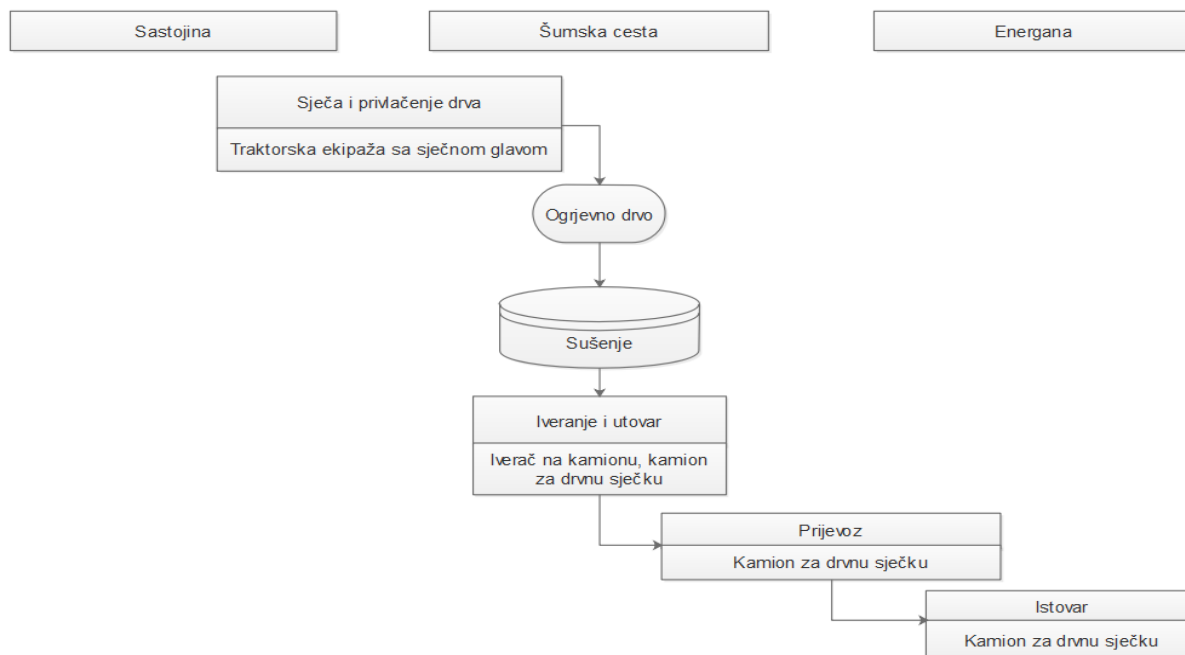 Sastojina
Šumska cesta
Energana
Sječa i privlačenje drva
Traktorska ekipaža sa sječnom glavom
Ogrjevno drvo
Sušenje
Iveranje i utovar
Iverač na kamionu, kamion
za drvnu sječku
Prijevoz
Kamion za drvnu sječku
Istovar
Kamion za drvnu sječku